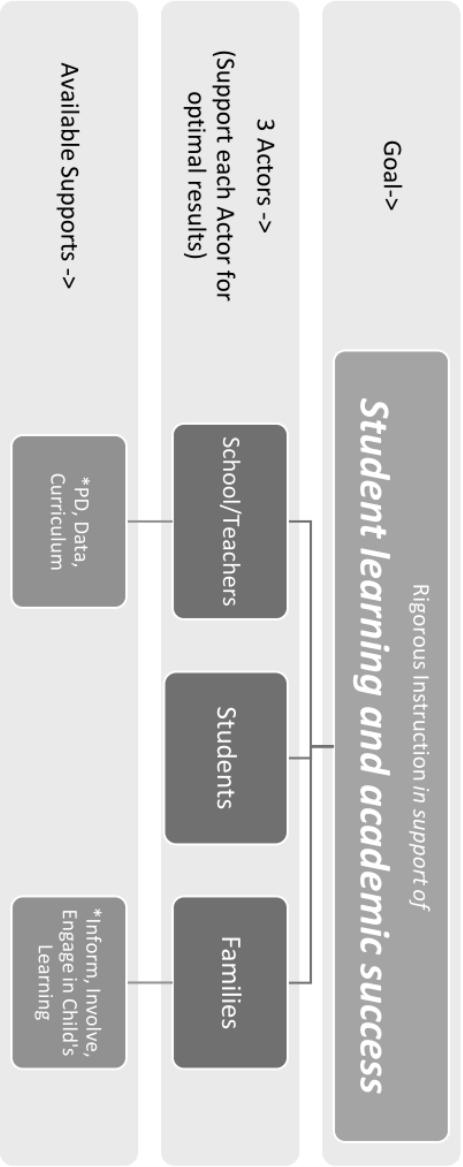 Goal->
Rigorous Instruction in support of
Student learning and academic success
3 Actors ->
(Support each Actor for
optimal results)
School/Teachers
Students
Families
Available Supports ->
*PD, Data,
Curriculum
*Inform, Involve,
Engage in Child's
Learning